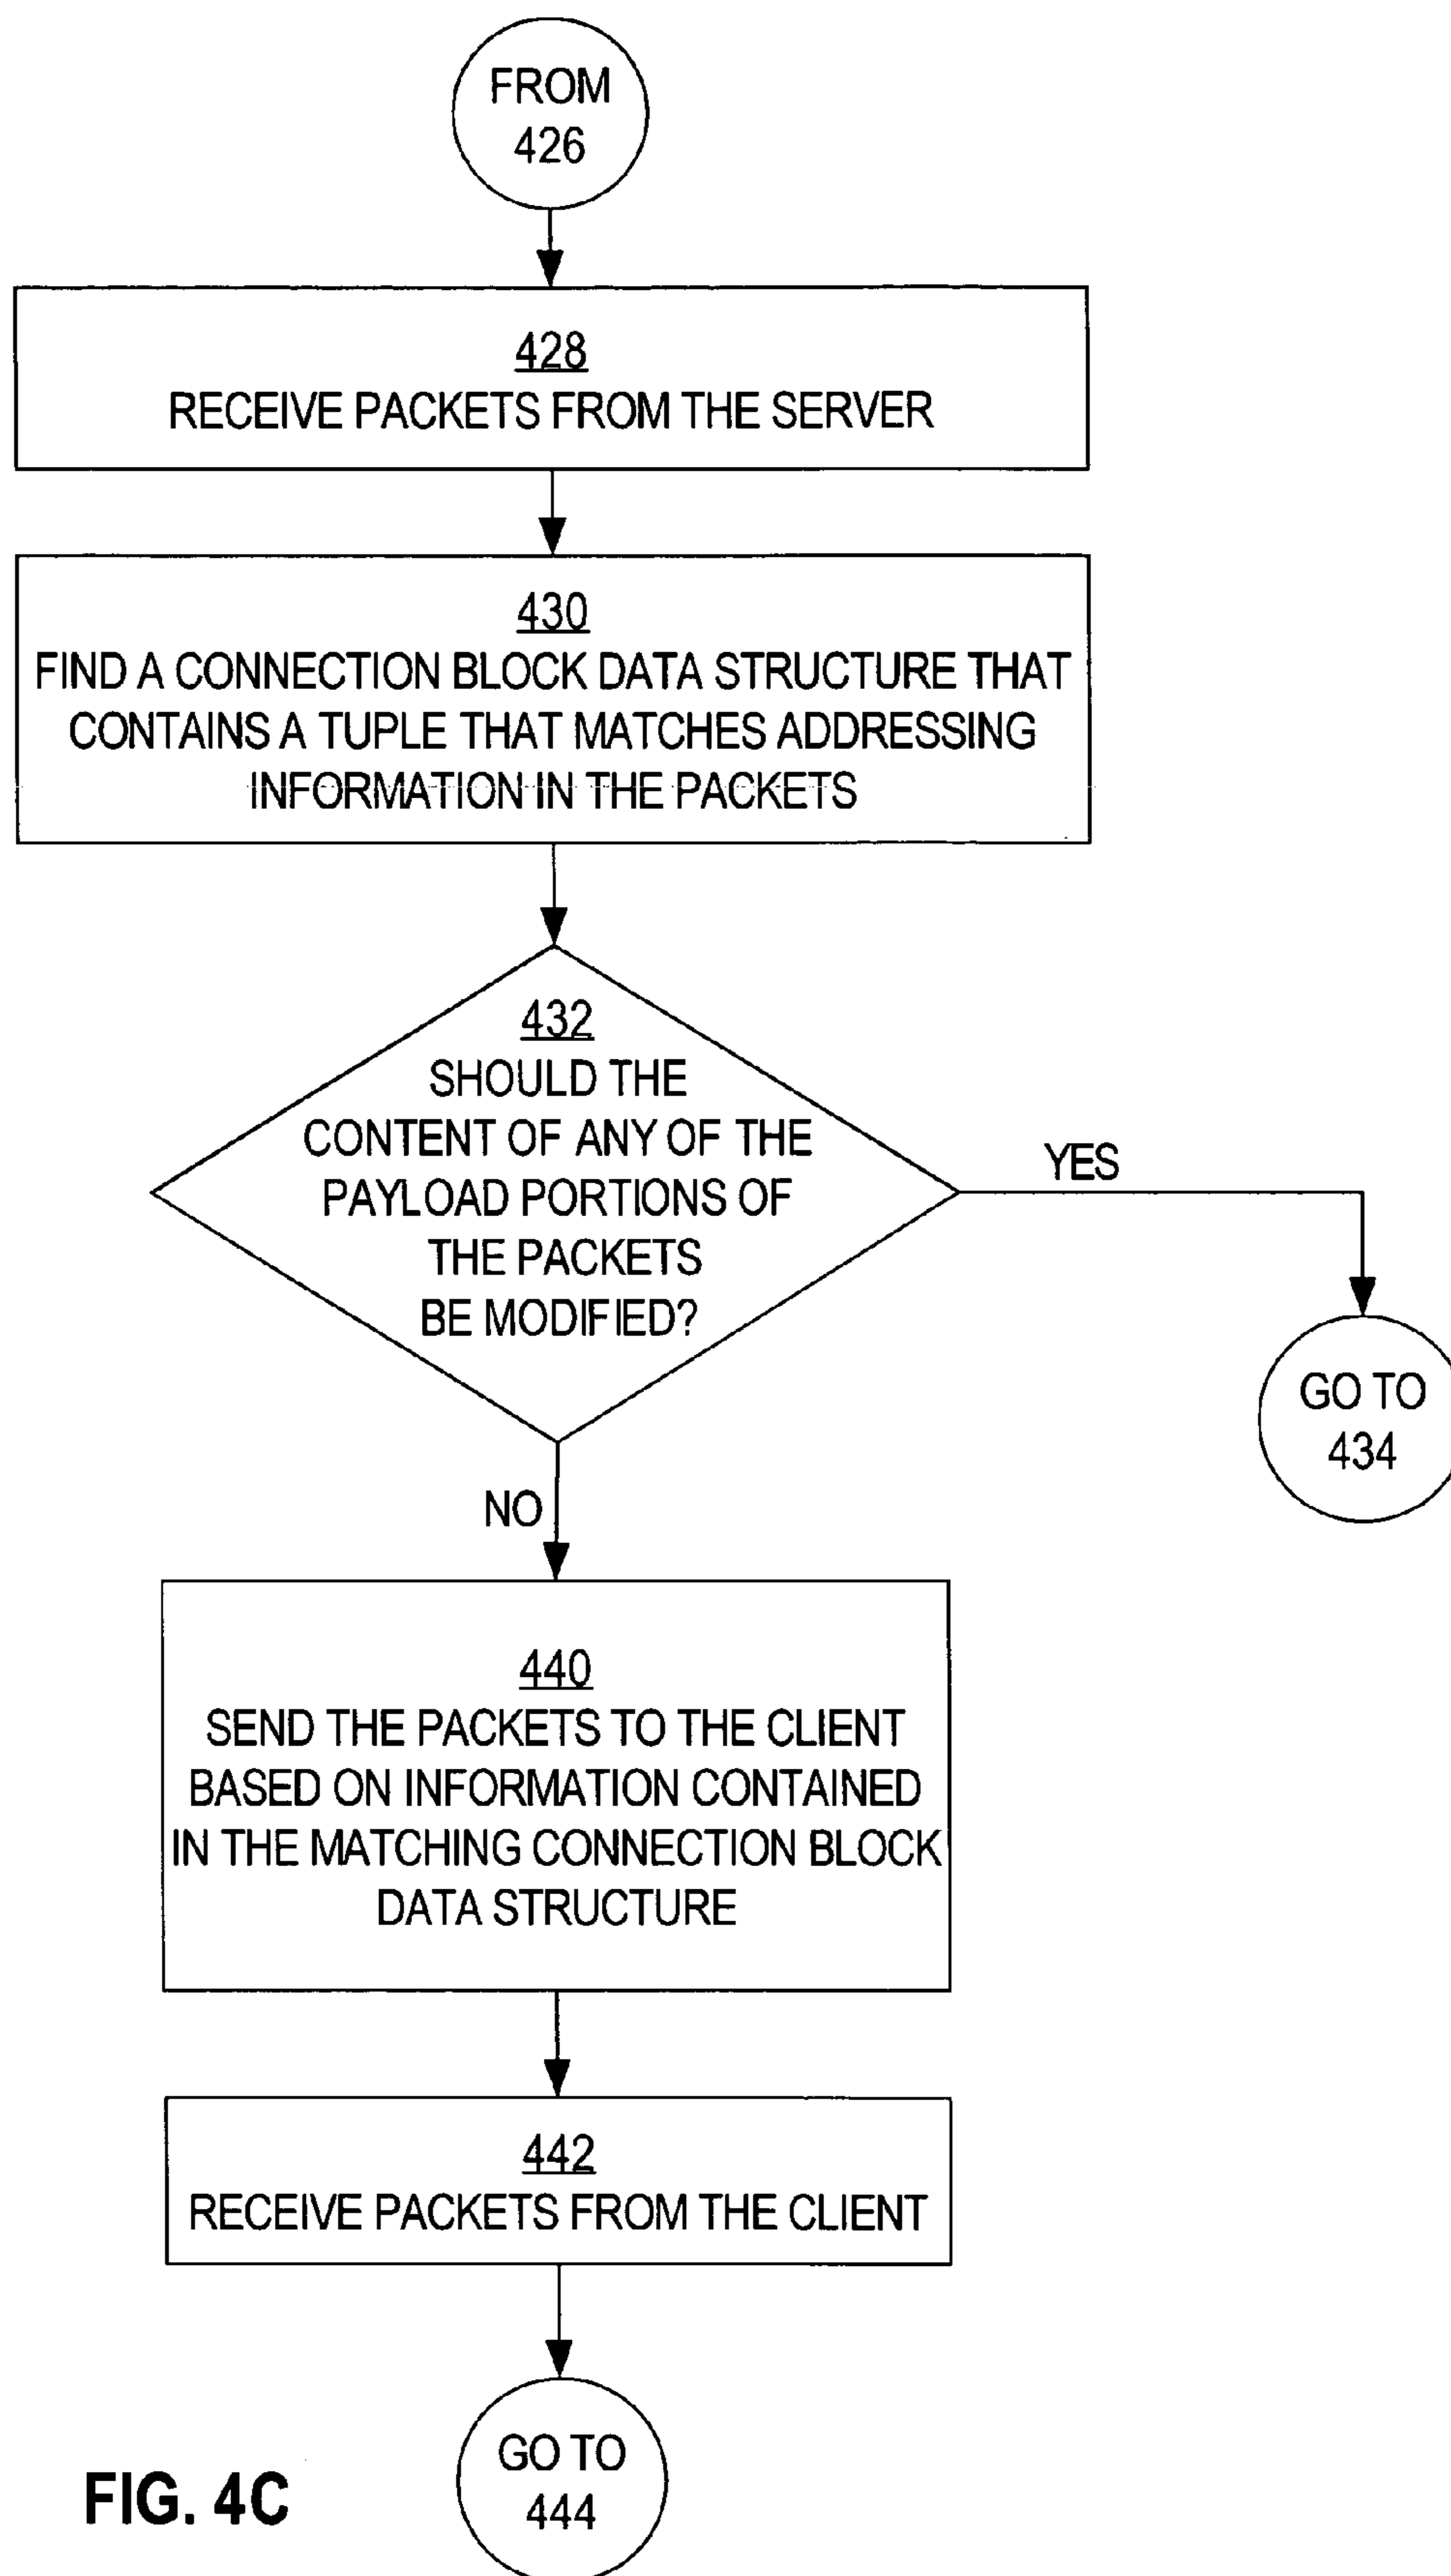 FROM
426
428
RECEIVE PACKETS FROM THE SERVER
430
FIND A CONNECTION BLOCK DATA STRUCTURE THAT
CONTAINS A TUPLE THAT MATCHES ADDRESSING
INFORMATION IN THE PACKETS
432
SHOULD THE
CONTENT OF ANY OF THE
PAYLOAD PORTIONS OF
THE PACKETS
BE MODIFIED?
YES
GO TO
434
NO
440
SEND THE PACKETS TO THE CLIENT
BASED ON INFORMATION CONTAINED
IN THE MATCHING CONNECTION BLOCK
DATA STRUCTURE
442
RECEIVE PACKETS FROM THE CLIENT
GO TO
444
FIG. 4C